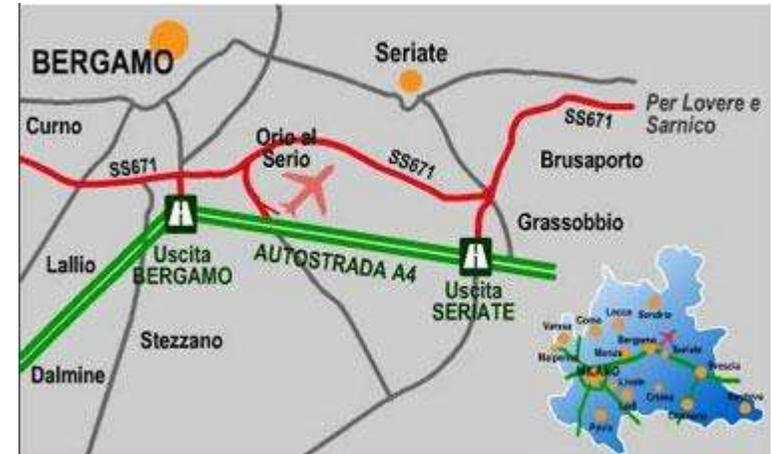 BERGAMO
Seriate
Curno
Orio al
Serio
SS671
SS671
SS671
Per Lovere e
Sarnico
Brusaporto
Grassobbio
Lallio
Uscita
BERGAMO
AUTOSTRADA A4
Uscita
SERIATE
Stezzano
Dalmine
Sondrio
Lecco
Como
Varese
Bergamo
Seriate
Monza
MILANO
Brescia
Lodi
Crema
Cremona
Mantova
Pavia